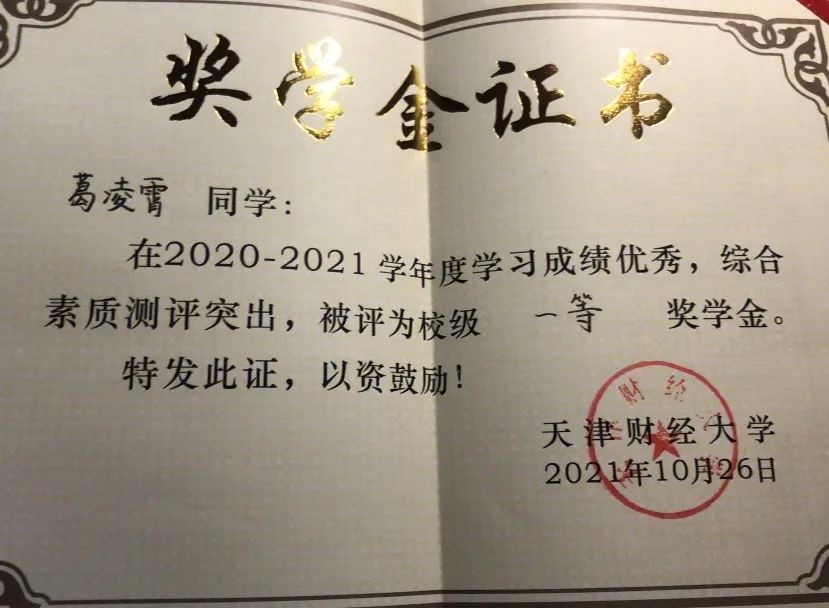 奖学金证书
葛凌霄 同学:
在2020-2021学年度学习成绩优秀，综合
素质测评突出，被评为校级 一等 奖学金。
特发此证，以资鼓励！
天津财经大学
2021年10月26日